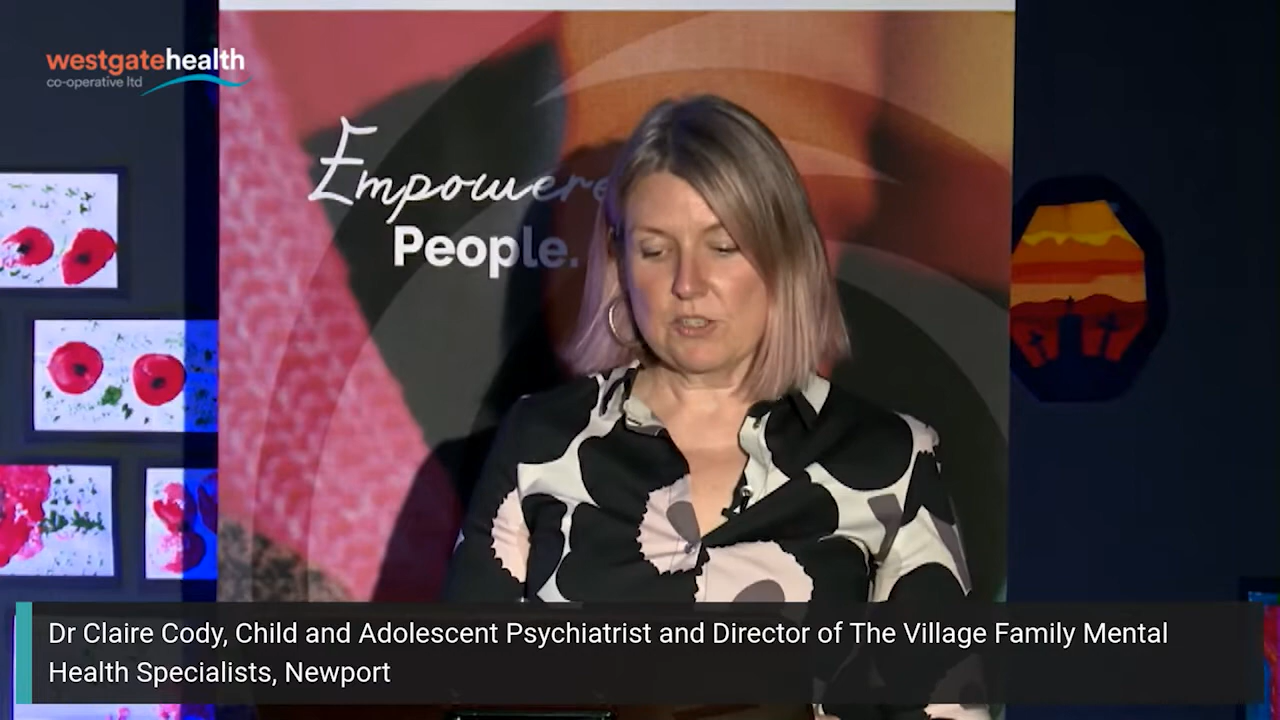 westgatehealth
co-operative ltd
Empowere
People.
Dr Claire Cody, Child and Adolescent Psychiatrist and Director of The Village Family Mental
Health Specialists, Newport